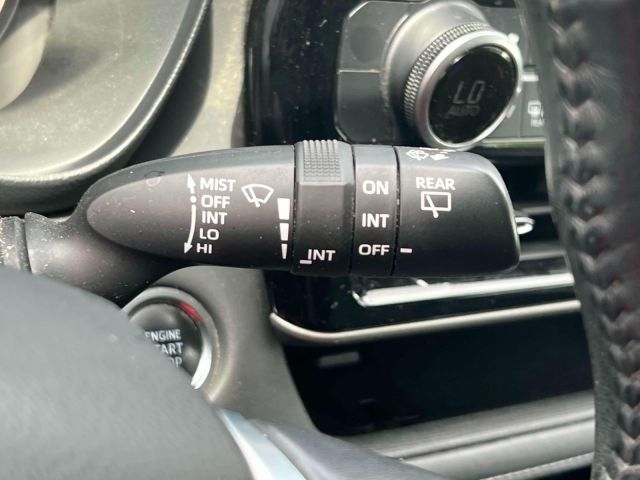 LO
AUTO
MIST
OFF
INT
LO
HI
INT
ON
INT
OFF
REAR
ENGINE
START
STOP